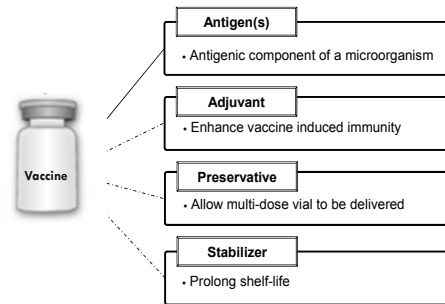 Antigen(s)
• Antigenic component of a microorganism
Adjuvant
• Enhance vaccine induced immunity
Vaccine
Preservative
• Allow multi-dose vial to be delivered
Stabilizer
• Prolong shelf-life